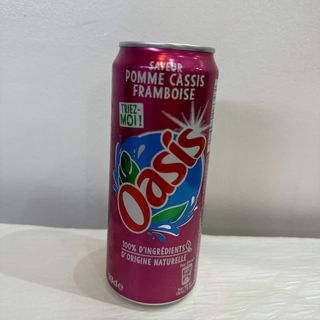 SAVEUR
POMME CASSIS
FRAMBOISE
TRIEZ-
MOI !
Oasis
100% D'INGRÉDIENTS
D'ORIGINE NATURELLE